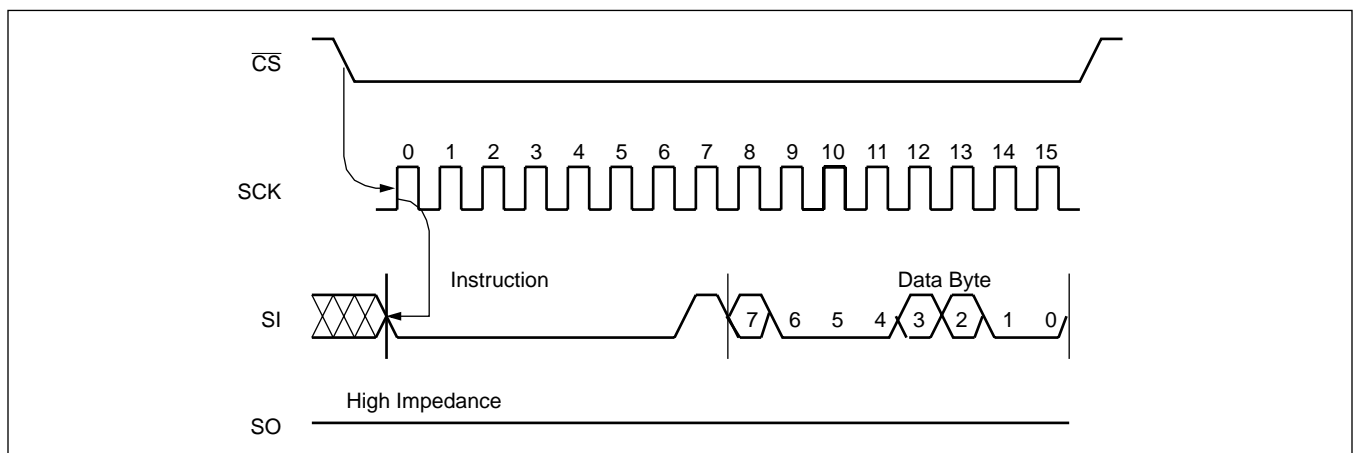 CS
0 1 2 3 4 5 6 7 8 9 10 11 12 13 14 15
SCK
Instruction
Data Byte
SI
7 6 5 4 3 2 1 0
High Impedance
SO